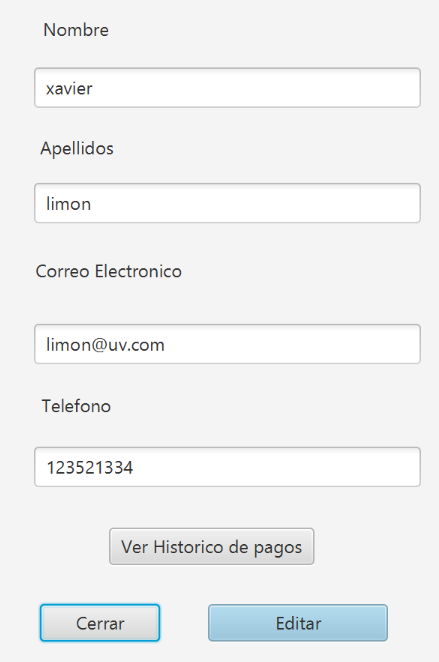 Nombre
xavier
Apellidos
limon
Correo Electronico
limon@uv.com
Telefono
123521334
Ver Historico de pagos
Cerrar
Editar